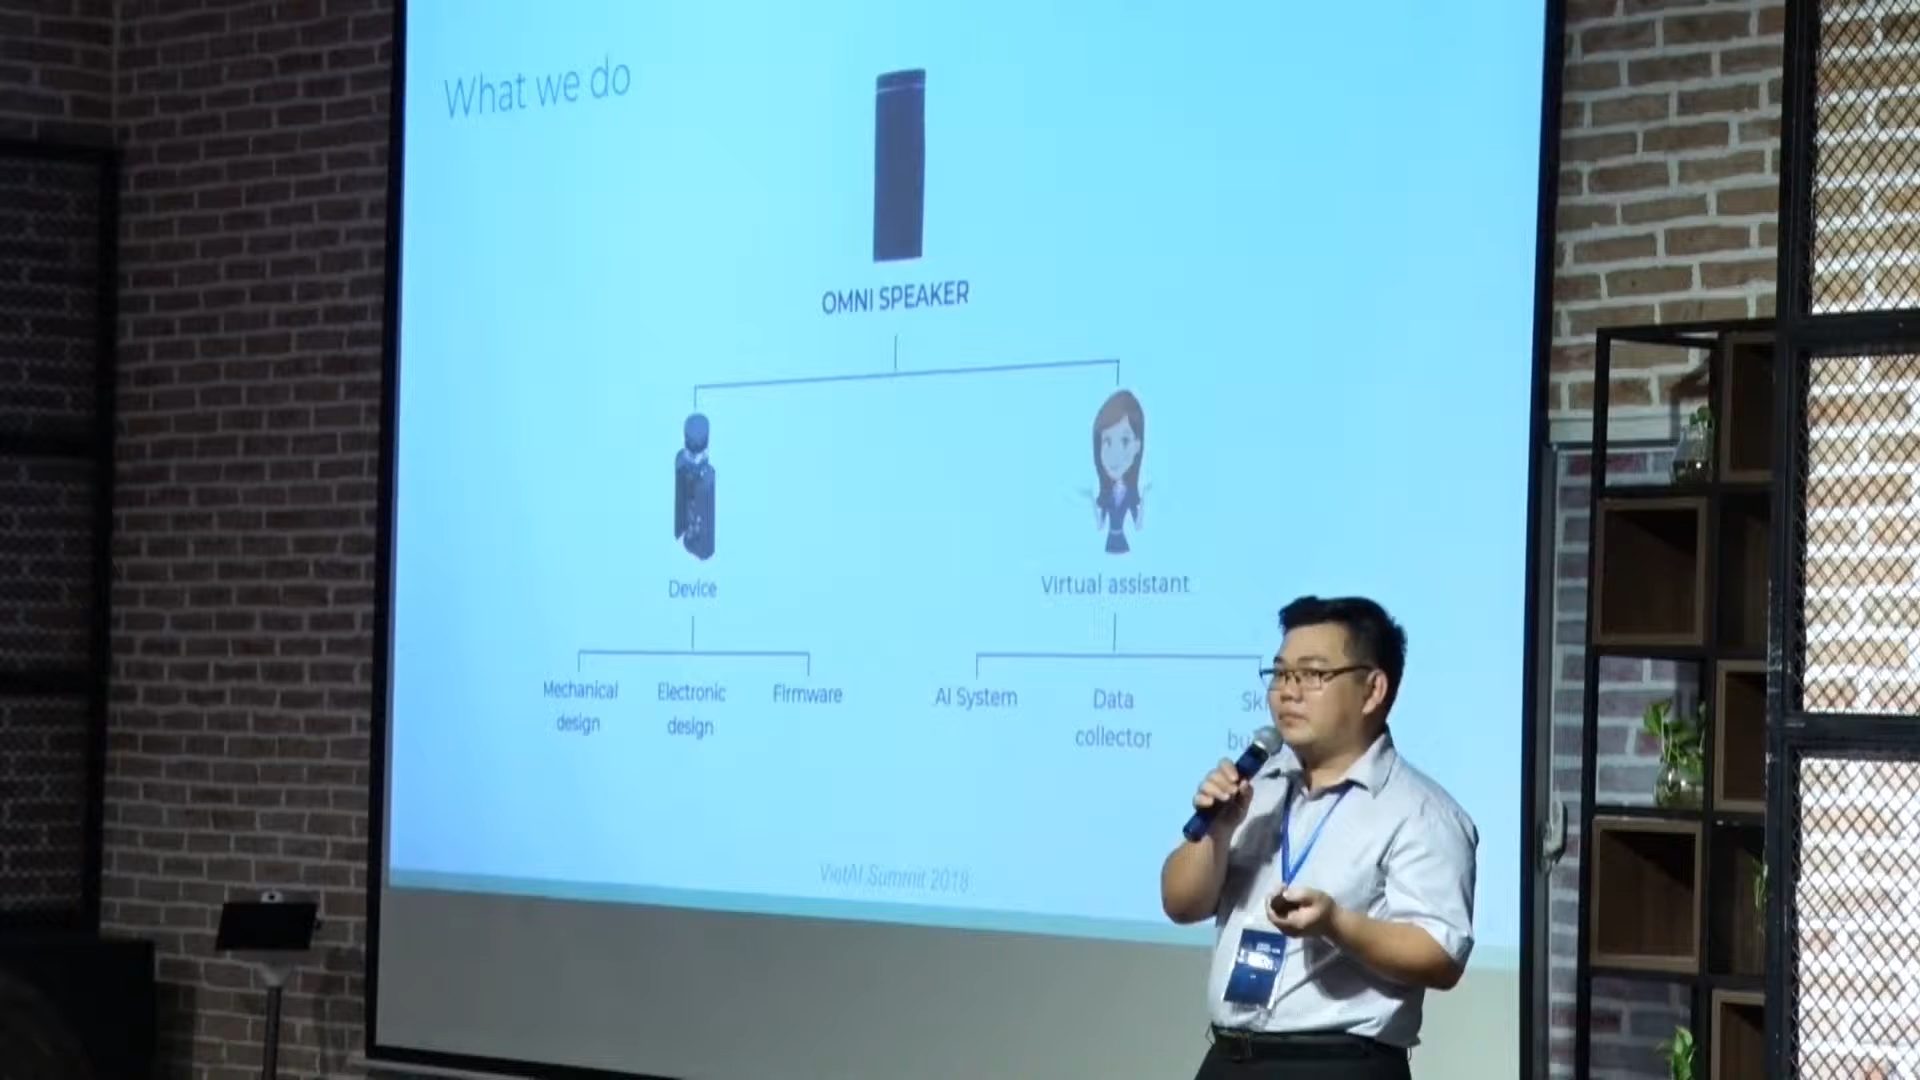 What we do
OMNI SPEAKER
Device
Virtual assistant
Mechanical
design
Electronic
design
Firmware
AI System
Data
collector
VietAI Summit 2018